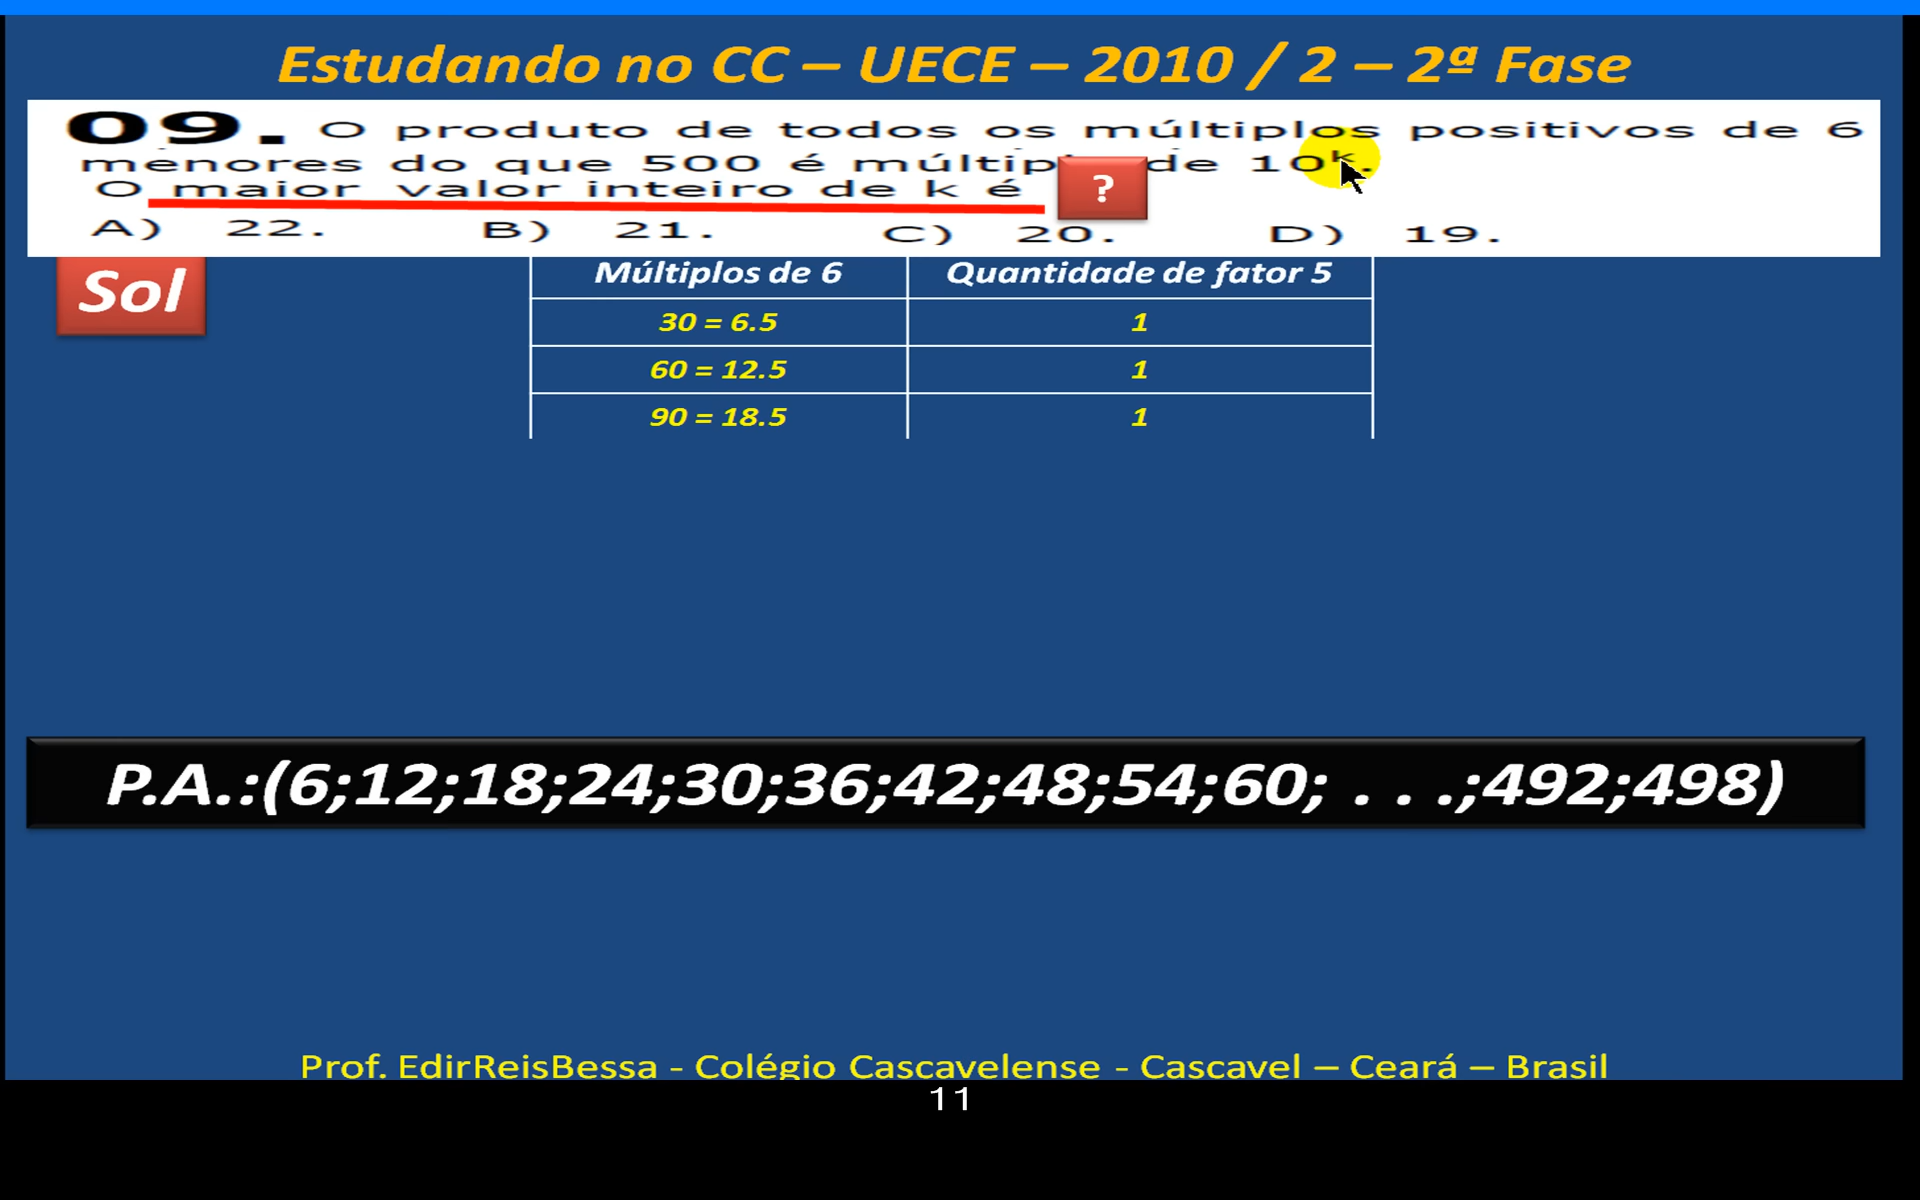 Estudando no CC – UECE – 2010 / 2 – 2ª Fase
09. O produto de todos os múltiplos positivos de 6
menores do que 500 é múltip de 10ᵏ.
O maior valor inteiro de k é ?
A) 22. B) 21. C) 20. D) 19.
Sol
Múltiplos de 6 Quantidade de fator 5
30 = 6.5 1
60 = 12.5 1
90 = 18.5 1
P.A.:(6;12;18;24;30;36;42;48;54;60; . . .;492;498)
Prof. EdirReisBessa - Colégio Cascavelense - Cascavel – Ceará – Brasil
11